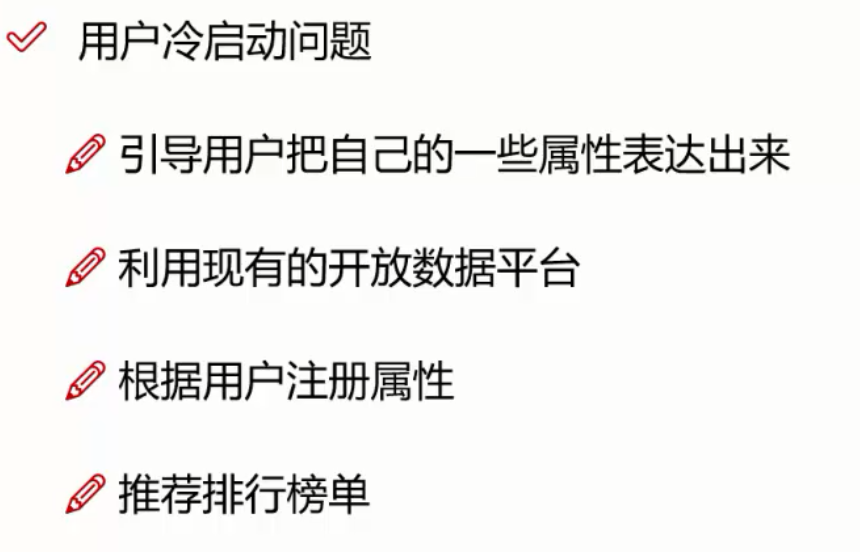 用户冷启动问题
引导用户把自己的一些属性表达出来
利用现有的开放数据平台
根据用户注册属性
推荐排行榜单